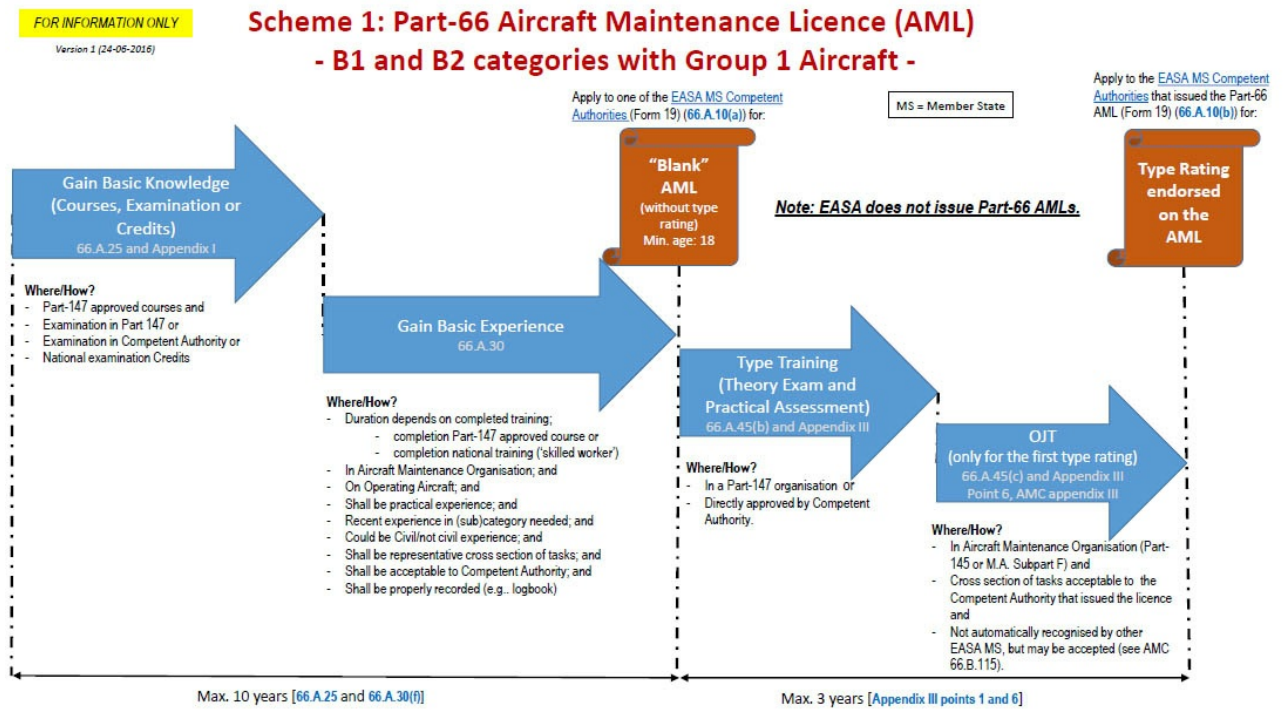 FOR INFORMATION ONLY
Version 1 (24-06-2016)
Scheme 1: Part-66 Aircraft Maintenance Licence (AML)
- B1 and B2 categories with Group 1 Aircraft -
Apply to one of the EASA MS Competent
Authorities (Form 19) (66.A.10(a)) for:
MS = Member State
Apply to the EASA MS Competent
Authorities that issued the Part-66
AML (Form 19) (66.A.10(b)) for:
“Blank”
AML
(without type
rating)
Min. age: 18
Note: EASA does not issue Part-66 AMLs.
Type Rating
endorsed
on the
AML
Gain Basic Knowledge
(Courses, Examination or
Credits)
66.A.25 and Appendix I
Where/How?
- Part-147 approved courses and
- Examination in Part 147 or
- Examination in Competent Authority or
- National examination Credits
Gain Basic Experience
66.A.30
Where/How?
- Duration depends on completed training;
- completion Part-147 approved course or
- completion national training (‘skilled worker’)
- In Aircraft Maintenance Organisation; and
- On Operating Aircraft; and
- Shall be practical experience; and
- Recent experience in (sub)category needed; and
- Could be Civil/not civil experience; and
- Shall be representative cross section of tasks; and
- Shall be acceptable to Competent Authority; and
- Shall be properly recorded (e.g.. logbook)
Type Training
(Theory Exam and
Practical Assessment)
66.A.45(b) and Appendix III
Where/How?
- In a Part-147 organisation or
- Directly approved by Competent
Authority.
OJT
(only for the first type rating)
66.A.45(c) and Appendix III
Point 6, AMC appendix III
Where/How?
- In Aircraft Maintenance Organisation (Part-
145 or M.A. Subpart F) and
- Cross section of tasks acceptable to the
Competent Authority that issued the licence
and
- Not automatically recognised by other
EASA MS, but may be accepted (see AMC
66.B.115).
Max. 10 years [66.A.25 and 66.A.30(f)]
Max. 3 years [Appendix III points 1 and 6]